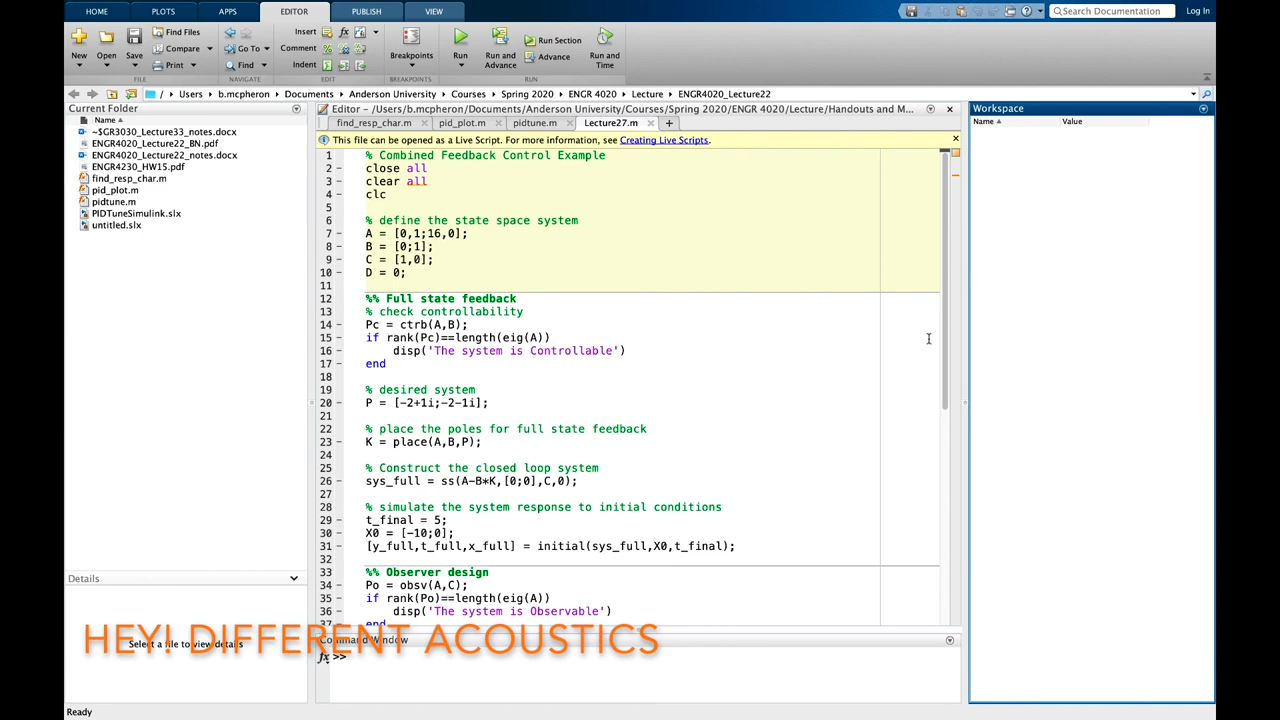 HOME PLOTS APPS EDITOR PUBLISH VIEW Search Documentation Log In
New Open Save Find Files Compare Print Go To Find Insert Comment Indent fx Breakpoints Run Run and Advance Run Section Advance Run and Time
FILE NAVIGATE EDIT BREAKPOINTS RUN
/ Users b.mcpheron Documents Anderson University Courses Spring 2020 ENGR 4020 Lecture ENGR4020_Lecture22
Current Folder
Name
~$GR3030_Lecture33_notes.docx
ENGR4020_Lecture22_BN.pdf
ENGR4020_Lecture22_notes.docx
ENGR4230_HW15.pdf
find_resp_char.m
pid_plot.m
pidtune.m
PIDTuneSimulink.slx
untitled.slx
Details
Select a file to view details
Editor - /Users/b.mcpheron/Documents/Anderson University/Courses/Spring 2020/ENGR 4020/Lecture/Handouts and M...
find_resp_char.m pid_plot.m pidtune.m Lecture27.m +
This file can be opened as a Live Script. For more information, see Creating Live Scripts.
1 % Combined Feedback Control Example
2 - close all
3 - clear all
4 - clc
5
6 % define the state space system
7 - A = [0,1;16,0];
8 - B = [0;1];
9 - C = [1,0];
10 - D = 0;
11
12 %% Full state feedback
13 % check controllability
14 - Pc = ctrb(A,B);
15 - if rank(Pc)==length(eig(A))
16 - disp('The system is Controllable')
17 - end
18
19 % desired system
20 - P = [-2+1i;-2-1i];
21
22 % place the poles for full state feedback
23 - K = place(A,B,P);
24
25 % Construct the closed loop system
26 - sys_full = ss(A-B*K,[0;0],C,0);
27
28 % simulate the system response to initial conditions
29 - t_final = 5;
30 - X0 = [-10;0];
31 - [y_full,t_full,x_full] = initial(sys_full,X0,t_final);
32
33 %% Observer design
34 - Po = obsv(A,C);
35 - if rank(Po)==length(eig(A))
36 - disp('The system is Observable')
37 - end
Command Window
fx >>
Workspace
Name Value
HEY! DIFFERENT ACOUSTICS
Ready